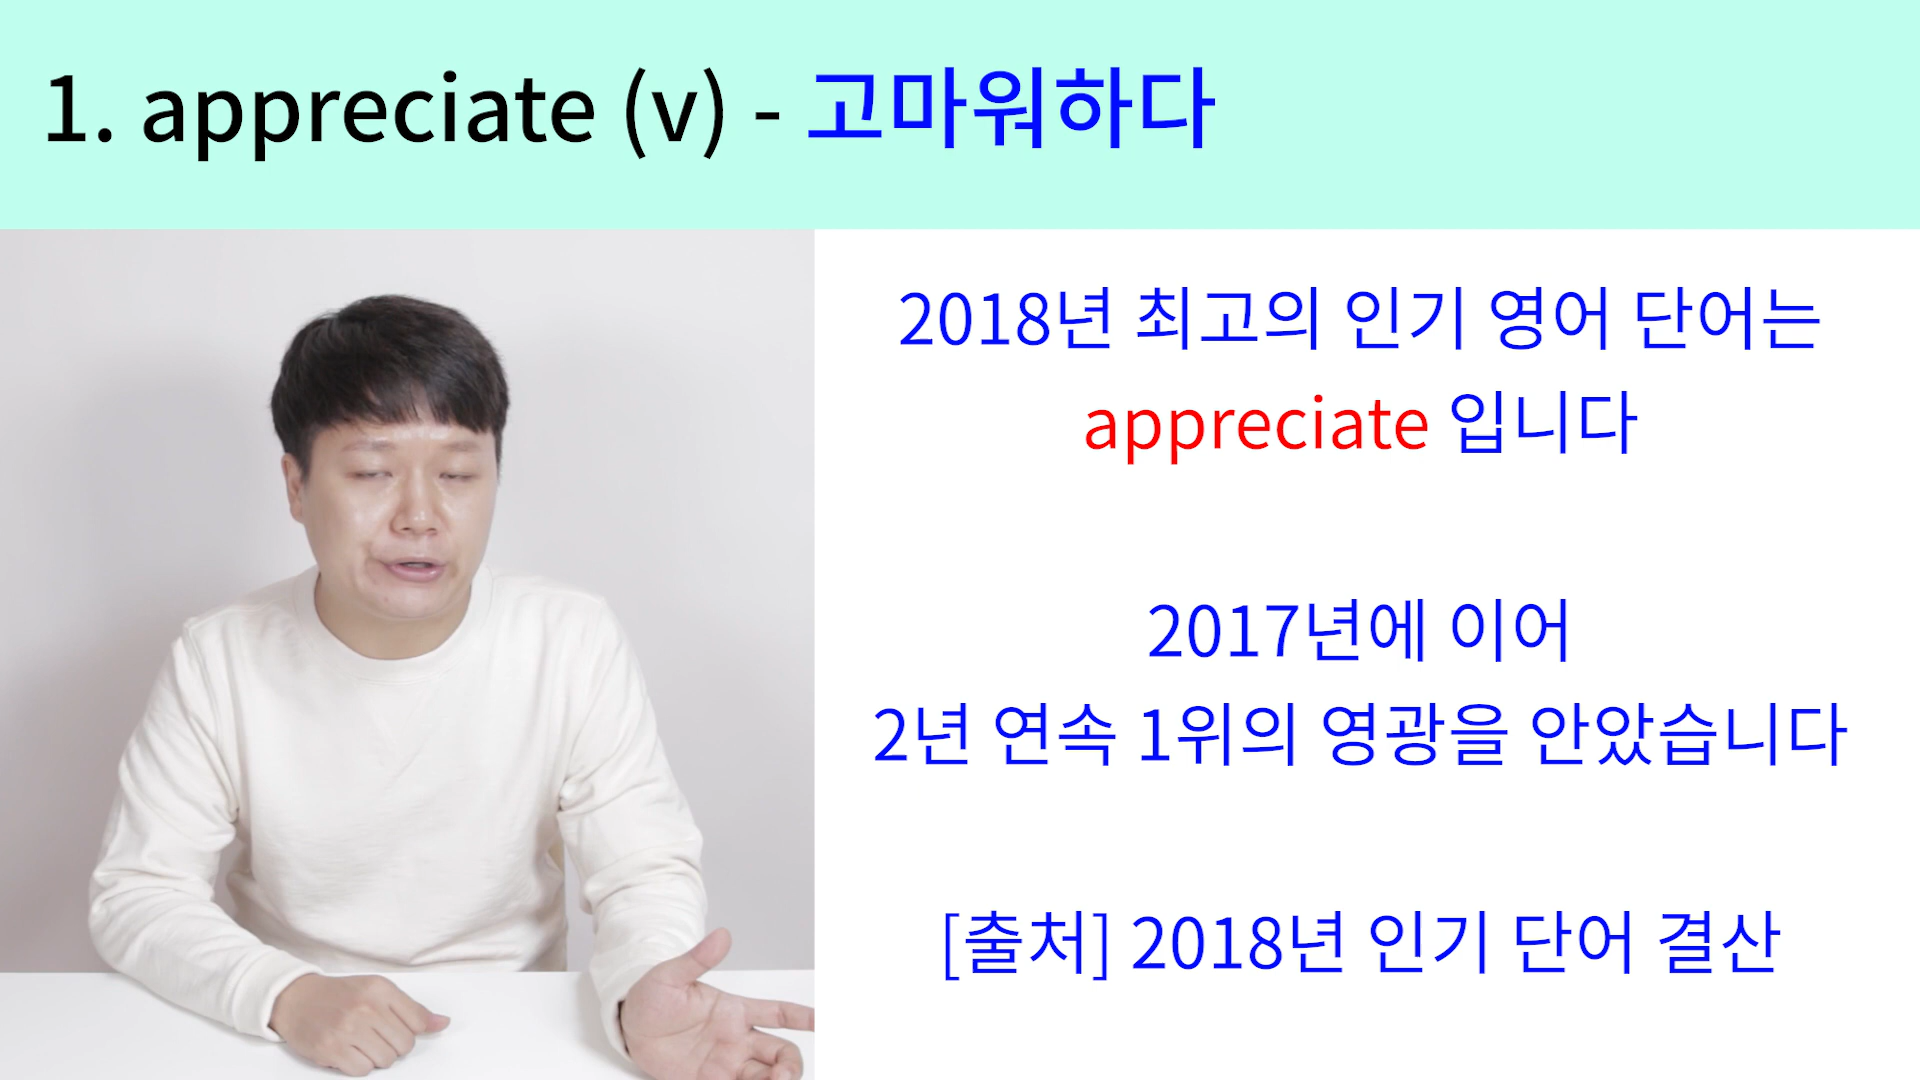 1. appreciate (v) - 고마워하다
2018년 최고의 인기 영어 단어는
appreciate 입니다
2017년에 이어
2년 연속 1위의 영광을 안았습니다
[출처] 2018년 인기 단어 결산